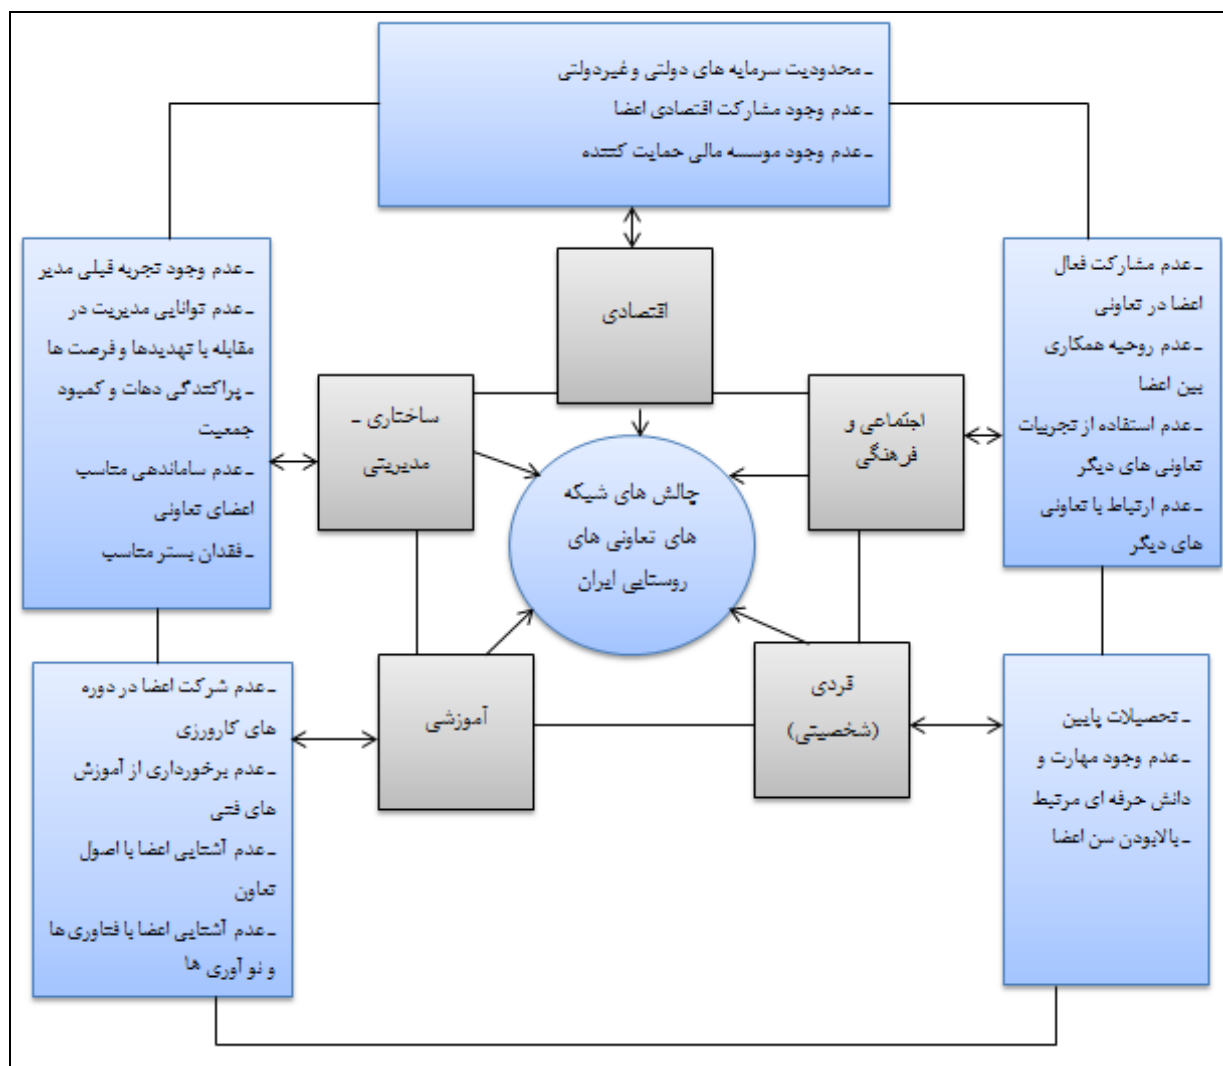 ـ محدودیت سرمایه های دولتی و غیردولتی
ـ عدم وجود مشارکت اقتصادی اعضا
ـ عدم وجود موسسه مالی حمایت کننده
ـ عدم مشارکت فعال
اعضا در تعاونی
ـ عدم روحیه همکاری
بین اعضا
ـ عدم استفاده از تجربیات
تعاونی های دیگر
ـ عدم ارتباط با تعاونی
های دیگر
ـ عدم وجود تجربه قبلی مدیر
ـ عدم توانایی مدیریت در
مقابله با تهدیدها و فرصت ها
ـ پراکندگی دهات و کمبود
جمعیت
ـ عدم ساماندهی مناسب
اعضای تعاونی
ـ فقدان بستر مناسب
اقتصادی
اجتماعی و
فرهنگی
ساختاری ـ
مدیریتی
چالش های شبکه
های تعاونی های
روستایی ایران
فردی
(شخصیتی)
آموزشی
ـ تحصیلات پایین
ـ عدم وجود مهارت و
دانش حرفه ای مرتبط
ـ بالابودن سن اعضا
ـ عدم شرکت اعضا در دوره
های کارورزی
ـ عدم برخورداری از آموزش
های فنی
ـ عدم آشنایی اعضا با اصول
تعاون
ـ عدم آشنایی اعضا با فناوری ها
و نو آوری ها